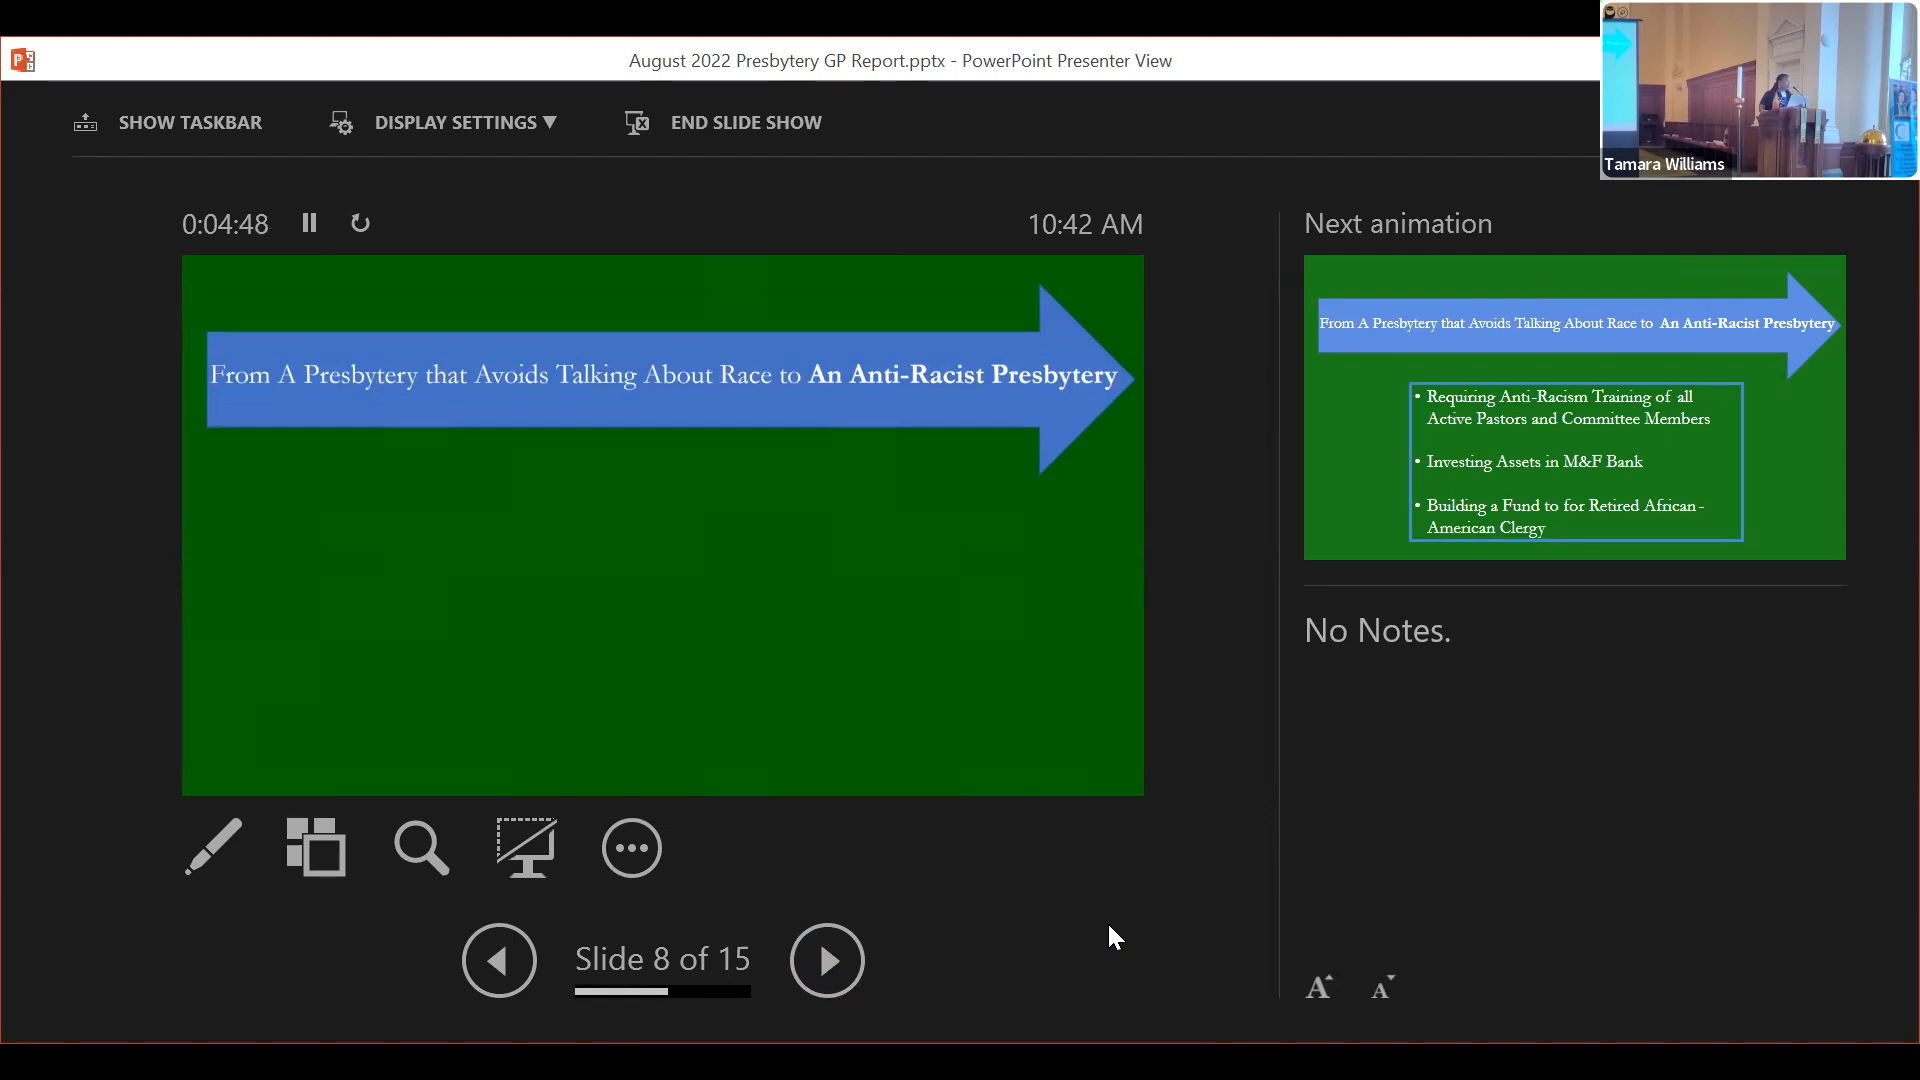 August 2022 Presbytery GP Report.pptx - PowerPoint Presenter View
SHOW TASKBAR
DISPLAY SETTINGS ▼
END SLIDE SHOW
Tamara Williams
0:04:48
10:42 AM
From A Presbytery that Avoids Talking About Race to An Anti-Racist Presbytery
Slide 8 of 15
Next animation
From A Presbytery that Avoids Talking About Race to An Anti-Racist Presbytery
• Requiring Anti-Racism Training of all
Active Pastors and Committee Members
• Investing Assets in M&F Bank
• Building a Fund to for Retired African-
American Clergy
No Notes.
A A